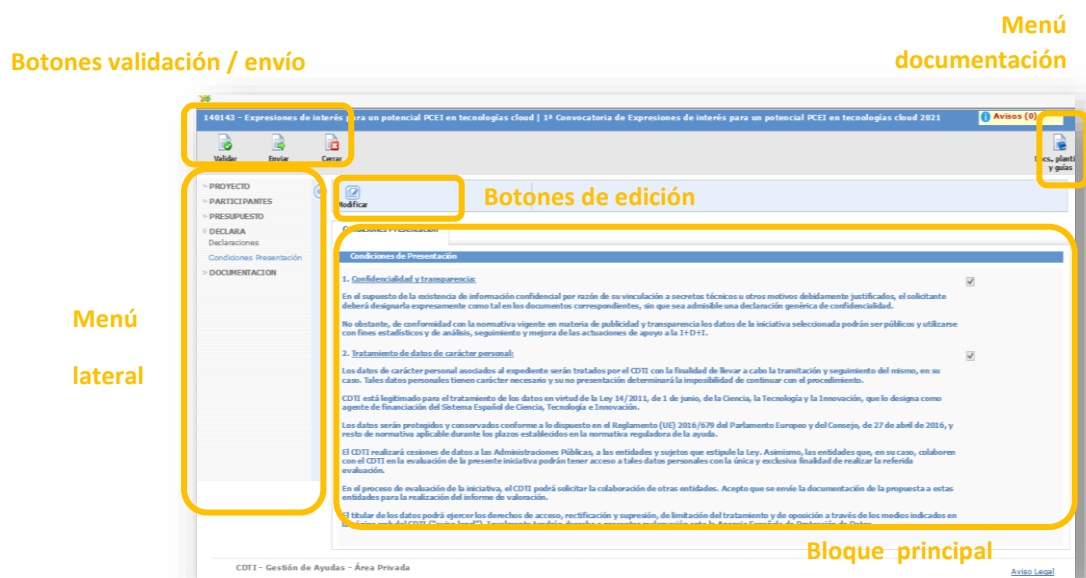 Menú
documentación
Botones validación / envío
140143 - Expresiones de interés para un potencial PCEI en tecnologías cloud | 1ª Convocatoria de Expresiones de interés para un potencial PCEI en tecnologías cloud 2021
Avisos (0)
Validar Enviar Cerrar
Docs, planti
y guías
PROYECTO
PARTICIPANTES
PRESUPUESTO
DECLARA
Declaraciones
Condiciones Presentación
DOCUMENTACION
Modificar
Botones de edición
Condiciones Presentación
Condiciones de Presentación
1. Confidencialidad y transparencia:
En el supuesto de la existencia de información confidencial por razón de su vinculación a secretos técnicos u otros motivos debidamente justificados, el solicitante
deberá designarla expresamente como tal en los documentos correspondientes, sin que sea admisible una declaración genérica de confidencialidad.
No obstante, de conformidad con la normativa vigente en materia de publicidad y transparencia los datos de la iniciativa seleccionada podrán ser públicos y utilizarse
con fines estadísticos y de análisis, seguimiento y mejora de las actuaciones de apoyo a la I+D+I.
2. Tratamiento de datos de carácter personal:
Los datos de carácter personal asociados al expediente serán tratados por el CDTI con la finalidad de llevar a cabo la tramitación y seguimiento del mismo, en su
caso. Tales datos personales tienen carácter necesario y su no presentación determinará la imposibilidad de continuar con el procedimiento.
CDTI está legitimado para el tratamiento de los datos en virtud de la Ley 14/2011, de 1 de junio, de la Ciencia, la Tecnología y la Innovación, que lo designa como
agente de financiación del Sistema Español de Ciencia, Tecnología e Innovación.
Los datos serán protegidos y conservados conforme a lo dispuesto en el Reglamento (UE) 2016/679 del Parlamento Europeo y del Consejo, de 27 de abril de 2016, y
resto de normativa aplicable durante los plazos establecidos en la normativa reguladora de la ayuda.
El CDTI realizará cesiones de datos a las Administraciones Públicas, a las entidades y sujetos que estipule la Ley. Asimismo, las entidades que, en su caso, colaboren
con el CDTI en la evaluación de la presente iniciativa podrán tener acceso a tales datos personales con la única y exclusiva finalidad de realizar la referida
evaluación.
En el proceso de evaluación de la iniciativa, el CDTI podrá solicitar la colaboración de otras entidades. Acepto que se envíe la documentación de la propuesta a estas
entidades para la realización del informe de valoración.
El titular de los datos podrá ejercer los derechos de acceso, rectificación y supresión, de limitación del tratamiento y de oposición a través de los medios indicados en
Menú
lateral
Bloque principal
CDTI - Gestión de Ayudas - Área Privada
Aviso Legal